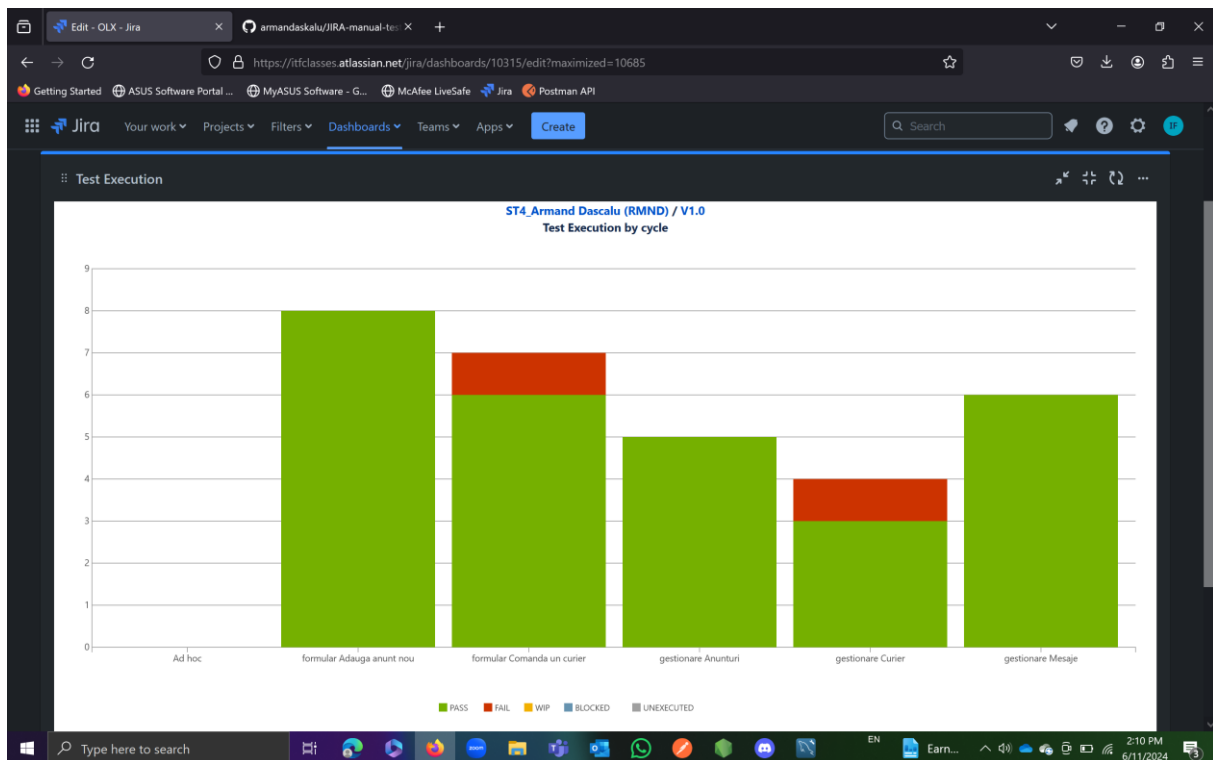 Edit - OLX - Jira
armandaskalu/JIRA-manual-tes
https://itfclasses.atlassian.net/jira/dashboards/10315/edit?maximized=10685
Getting Started ASUS Software Portal ... MyASUS Software - G... McAfee LiveSafe Jira Postman API
Jira Your work Projects Filters Dashboards Teams Apps Create Search IF
Test Execution
ST4_Armand Dascalu (RMND) / V1.0
Test Execution by cycle
9
8
7
6
5
4
3
2
1
0
Ad hoc formular Adauga anunt nou formular Comanda un curier gestionare Anunturi gestionare Curier gestionare Mesaje
PASS FAIL WIP BLOCKED UNEXECUTED
Type here to search zoom EN Earn... 2:10 PM
6/11/2024 3